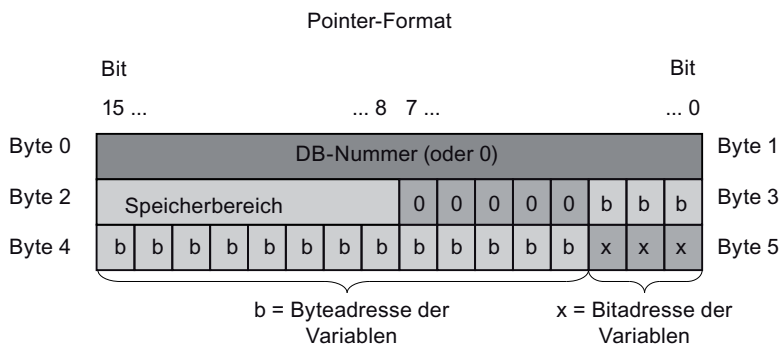 Pointer-Format
Bit Bit
15 ... ... 8 7 ... ... 0
Byte 0 DB-Nummer (oder 0) Byte 1
Byte 2 Speicherbereich 0 0 0 0 0 b b b Byte 3
Byte 4 b b b b b b b b b b b b b x x x Byte 5
b = Byteadresse der x = Bitadresse der
Variablen Variablen